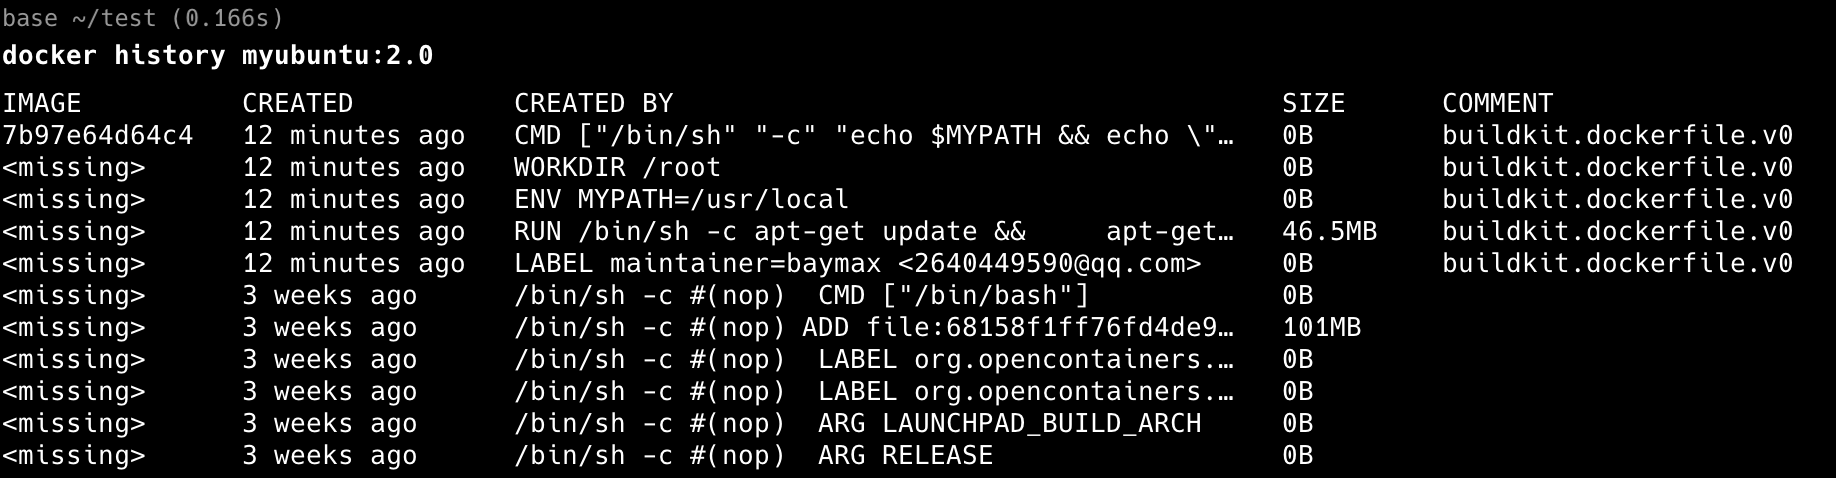 base ~/test (0.166s)
docker history myubuntu:2.0
IMAGE          CREATED          CREATED BY                                      SIZE      COMMENT
7b97e64d64c4   12 minutes ago   CMD ["/bin/sh" "-c" "echo $MYPATH && echo \"…   0B        buildkit.dockerfile.v0
<missing>      12 minutes ago   WORKDIR /root                                   0B        buildkit.dockerfile.v0
<missing>      12 minutes ago   ENV MYPATH=/usr/local                           0B        buildkit.dockerfile.v0
<missing>      12 minutes ago   RUN /bin/sh -c apt-get update &&     apt-get…   46.5MB    buildkit.dockerfile.v0
<missing>      12 minutes ago   LABEL maintainer=baymax <2640449590@qq.com>     0B        buildkit.dockerfile.v0
<missing>      3 weeks ago      /bin/sh -c #(nop)  CMD ["/bin/bash"]            0B
<missing>      3 weeks ago      /bin/sh -c #(nop) ADD file:68158f1ff76fd4de9…   101MB
<missing>      3 weeks ago      /bin/sh -c #(nop)  LABEL org.opencontainers.…   0B
<missing>      3 weeks ago      /bin/sh -c #(nop)  LABEL org.opencontainers.…   0B
<missing>      3 weeks ago      /bin/sh -c #(nop)  ARG LAUNCHPAD_BUILD_ARCH     0B
<missing>      3 weeks ago      /bin/sh -c #(nop)  ARG RELEASE                  0B